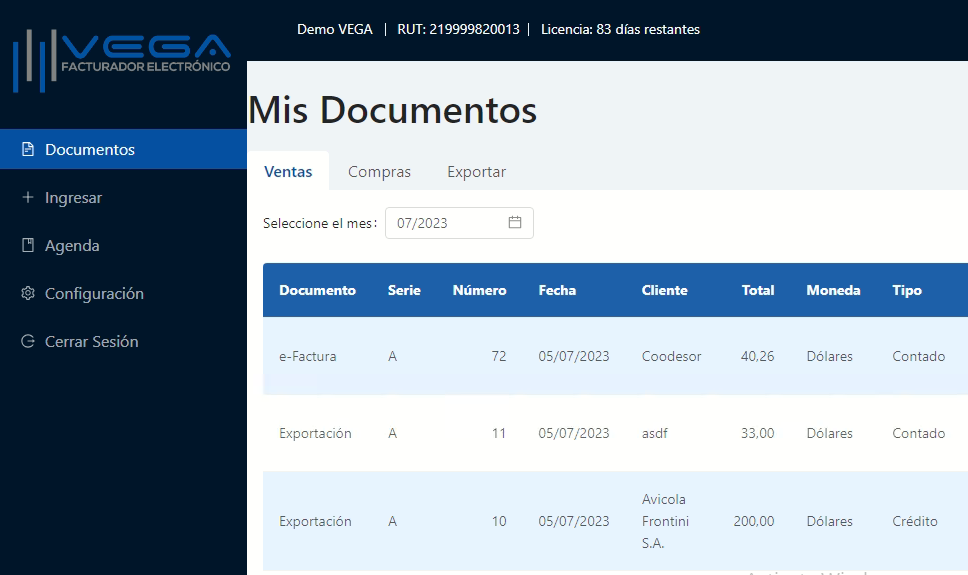 VEGA
FACTURADOR ELECTRÓNICO
Demo VEGA | RUT: 219999820013 | Licencia: 83 días restantes
Documentos
Ingresar
Agenda
Configuración
Cerrar Sesión
Mis Documentos
Ventas Compras Exportar
Seleccione el mes: 07/2023
Documento Serie Número Fecha Cliente Total Moneda Tipo
e-Factura A 72 05/07/2023 Coodesor 40,26 Dólares Contado
Exportación A 11 05/07/2023 asdf 33,00 Dólares Contado
Exportación A 10 05/07/2023 Avicola Frontini S.A. 200,00 Dólares Crédito